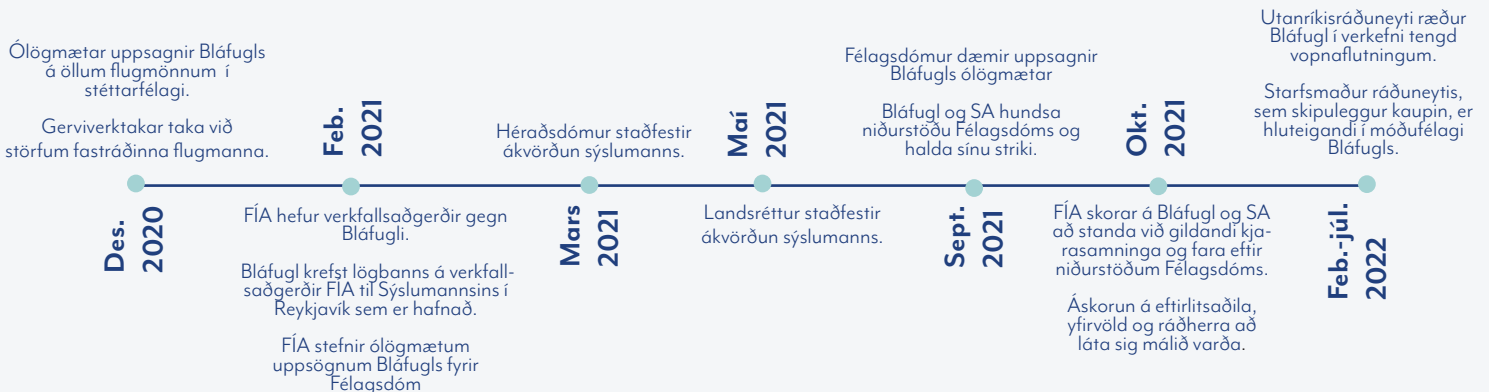 Ólögmætar uppsagnir Bláfugls
á öllum flugmönnum í
stéttarfélagi.
Gerviverktakar taka við
störfum fastráðinna flugmanna.
Des.
2020
Feb.
2021
FÍA hefur verkfallsaðgerðir gegn
Bláfugli.
Bláfugl krefst lögbanns á verkfall-
saðgerðir FÍA til Sýslumannsins í
Reykjavík sem er hafnað.
FÍA stefnir ólögmætum
uppsögnum Bláfugls fyrir
Félagsdóm
Héraðsdómur staðfestir
ákvörðun sýslumanns.
Mars
2021
Maí
2021
Landsréttur staðfestir
ákvörðun sýslumanns.
Félagsdómur dæmir uppsagnir
Bláfugls ólögmætar
Bláfugl og SA hundsa
niðurstöðu Félagsdóms og
halda sínu striki.
Sept.
2021
Okt.
2021
FÍA skorar á Bláfugl og SA
að standa við gildandi kja-
rasamninga og fara eftir
niðurstöðum Félagsdóms.
Áskorun á eftirlitsaðila,
yfirvöld og ráðherra að
láta sig málið varða.
Utanríkisráðuneyti ræður
Bláfugl í verkefni tengd
vopnaflutningum.
Starfsmaður ráðuneytis,
sem skipuleggur kaupin, er
hluteigandi í móðufélagi
Bláfugls.
Feb.-júl.
2022